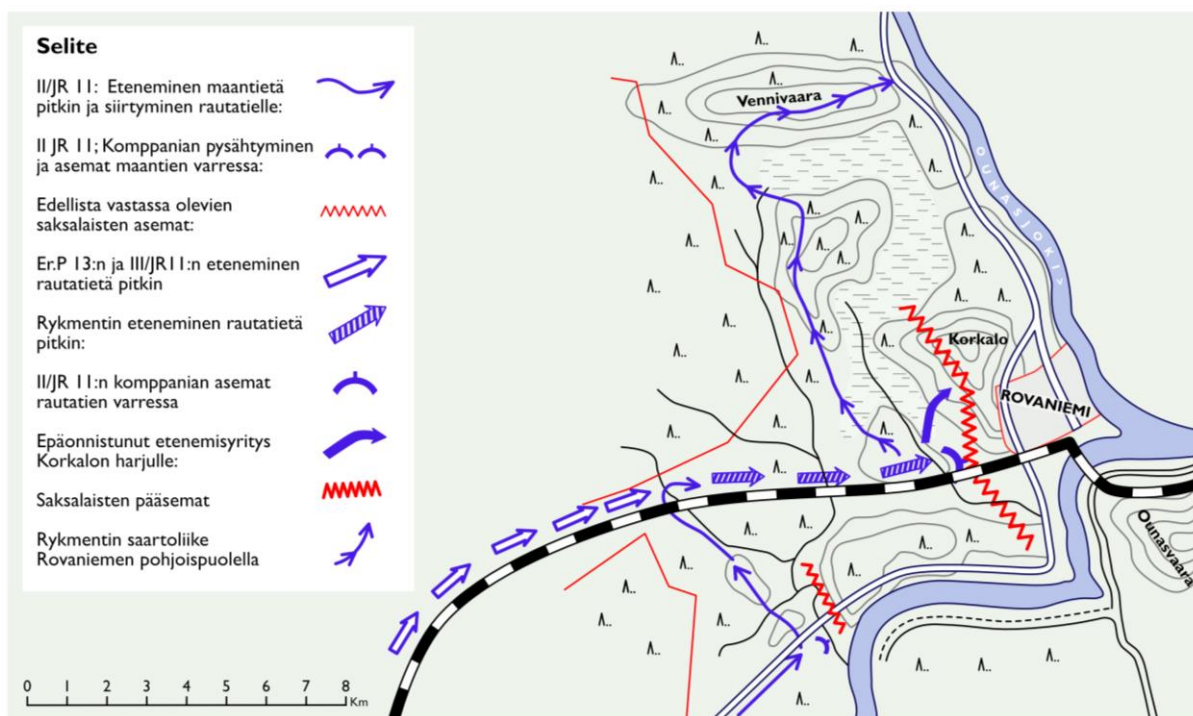 Selite
II/JR 11: Eteneminen maantietä
pitkin ja siirtyminen rautatielle:
II JR 11; Komppanian pysähtyminen
ja asemat maantien varressa:
Edellista vastassa olevien
saksalaisten asemat:
Er.P 13:n ja III/JR11:n eteneminen
rautatietä pitkin
Rykmentin eteneminen rautatietä
pitkin:
II/JR 11:n komppanian asemat
rautatien varressa
Epäonnistunut etenemisyritys
Korkalon harjulle:
Saksalaisten pääsemat
Rykmentin saartoliike
Rovaniemen pohjoispuolella
0 1 2 3 4 5 6 7 8
Km
Vennivaara
OUNASJOKI >
Korkalo
ROVANIEMI
Ounasvaara